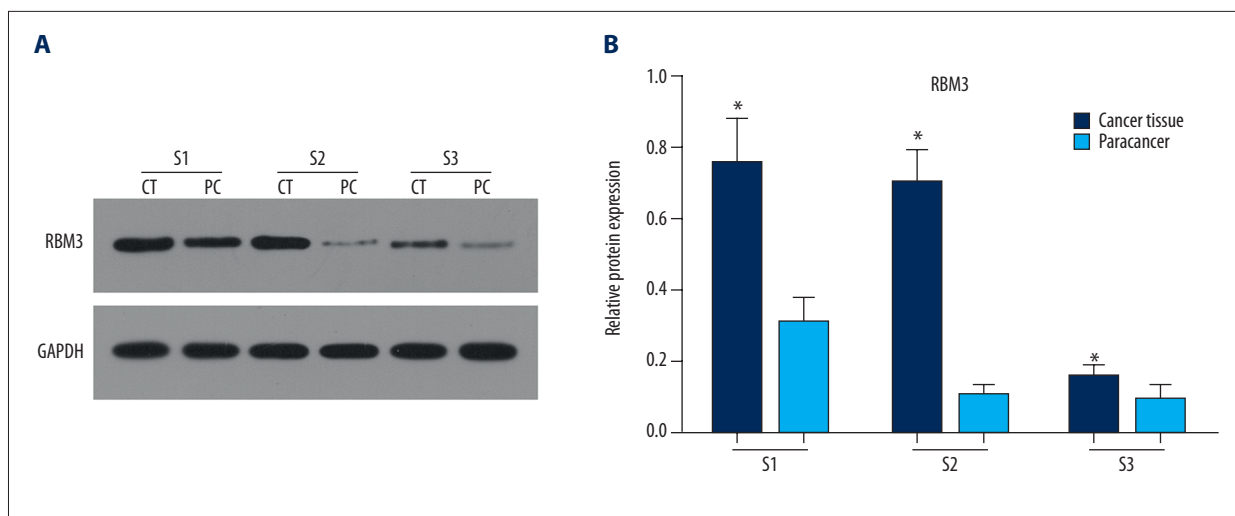 A
S1 S2 S3
CT PC CT PC CT PC
RBM3
GAPDH
B
RBM3
Cancer tissue
Paracancer
Relative protein expression
1.0
0.8
0.6
0.4
0.2
0.0
*
*
*
S1 S2 S3